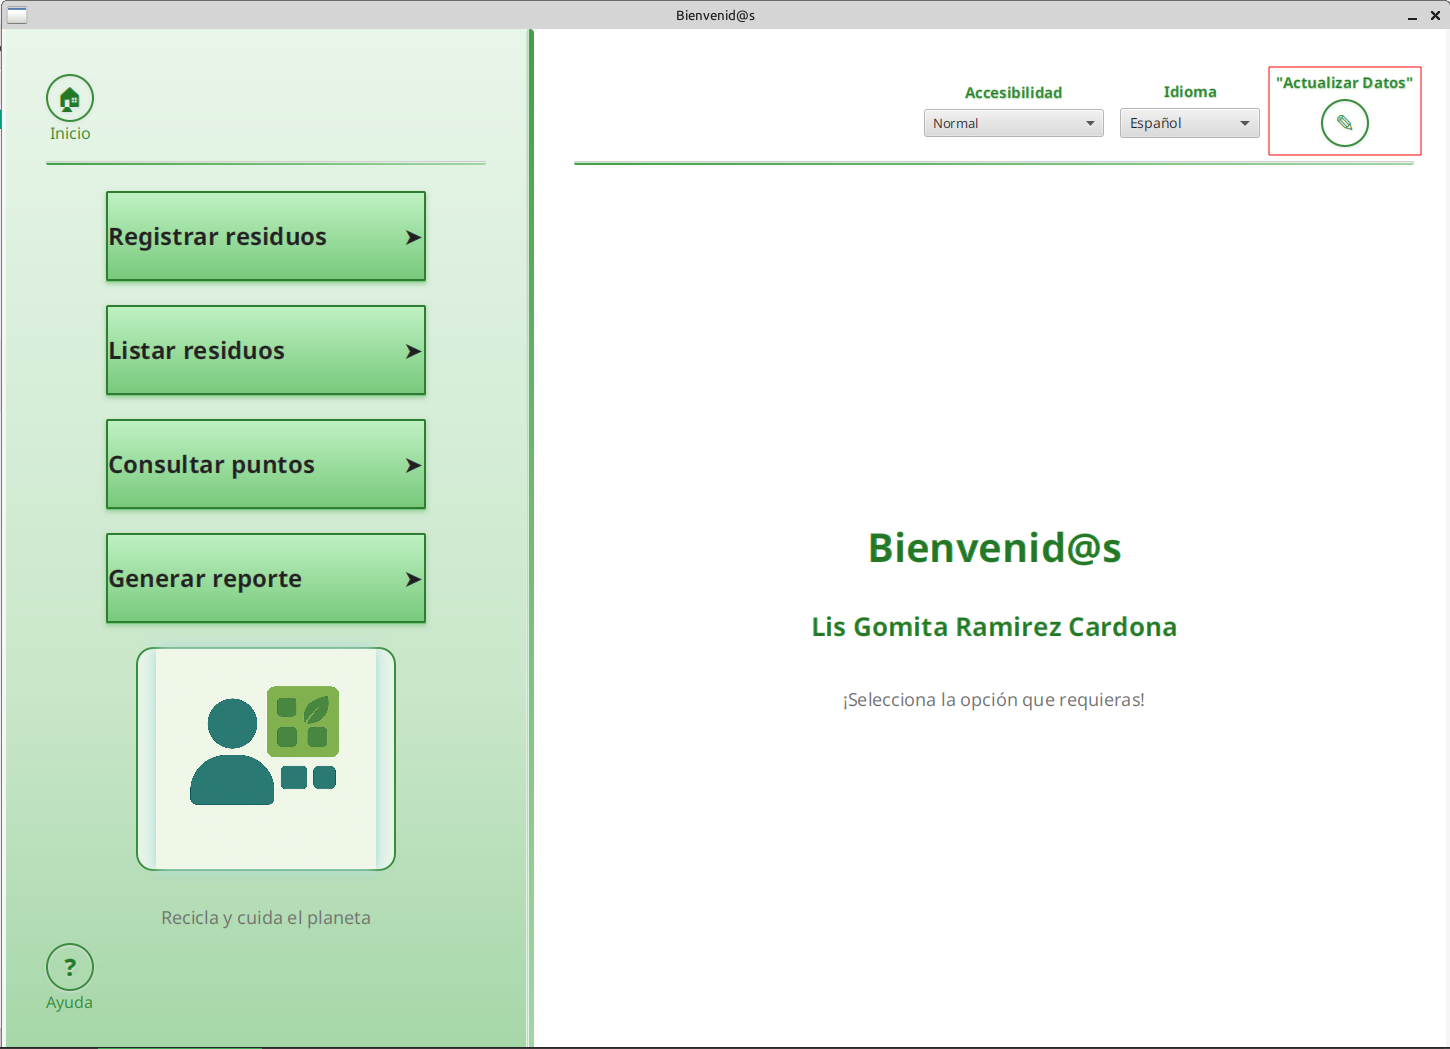 Bienvenid@s
Inicio
Registrar residuos ➤
Listar residuos ➤
Consultar puntos ➤
Generar reporte ➤
Recicla y cuida el planeta
?
Ayuda
Accesibilidad
Normal
Idioma
Español
"Actualizar Datos"
Bienvenid@s
Lis Gomita Ramirez Cardona
¡Selecciona la opción que requieras!